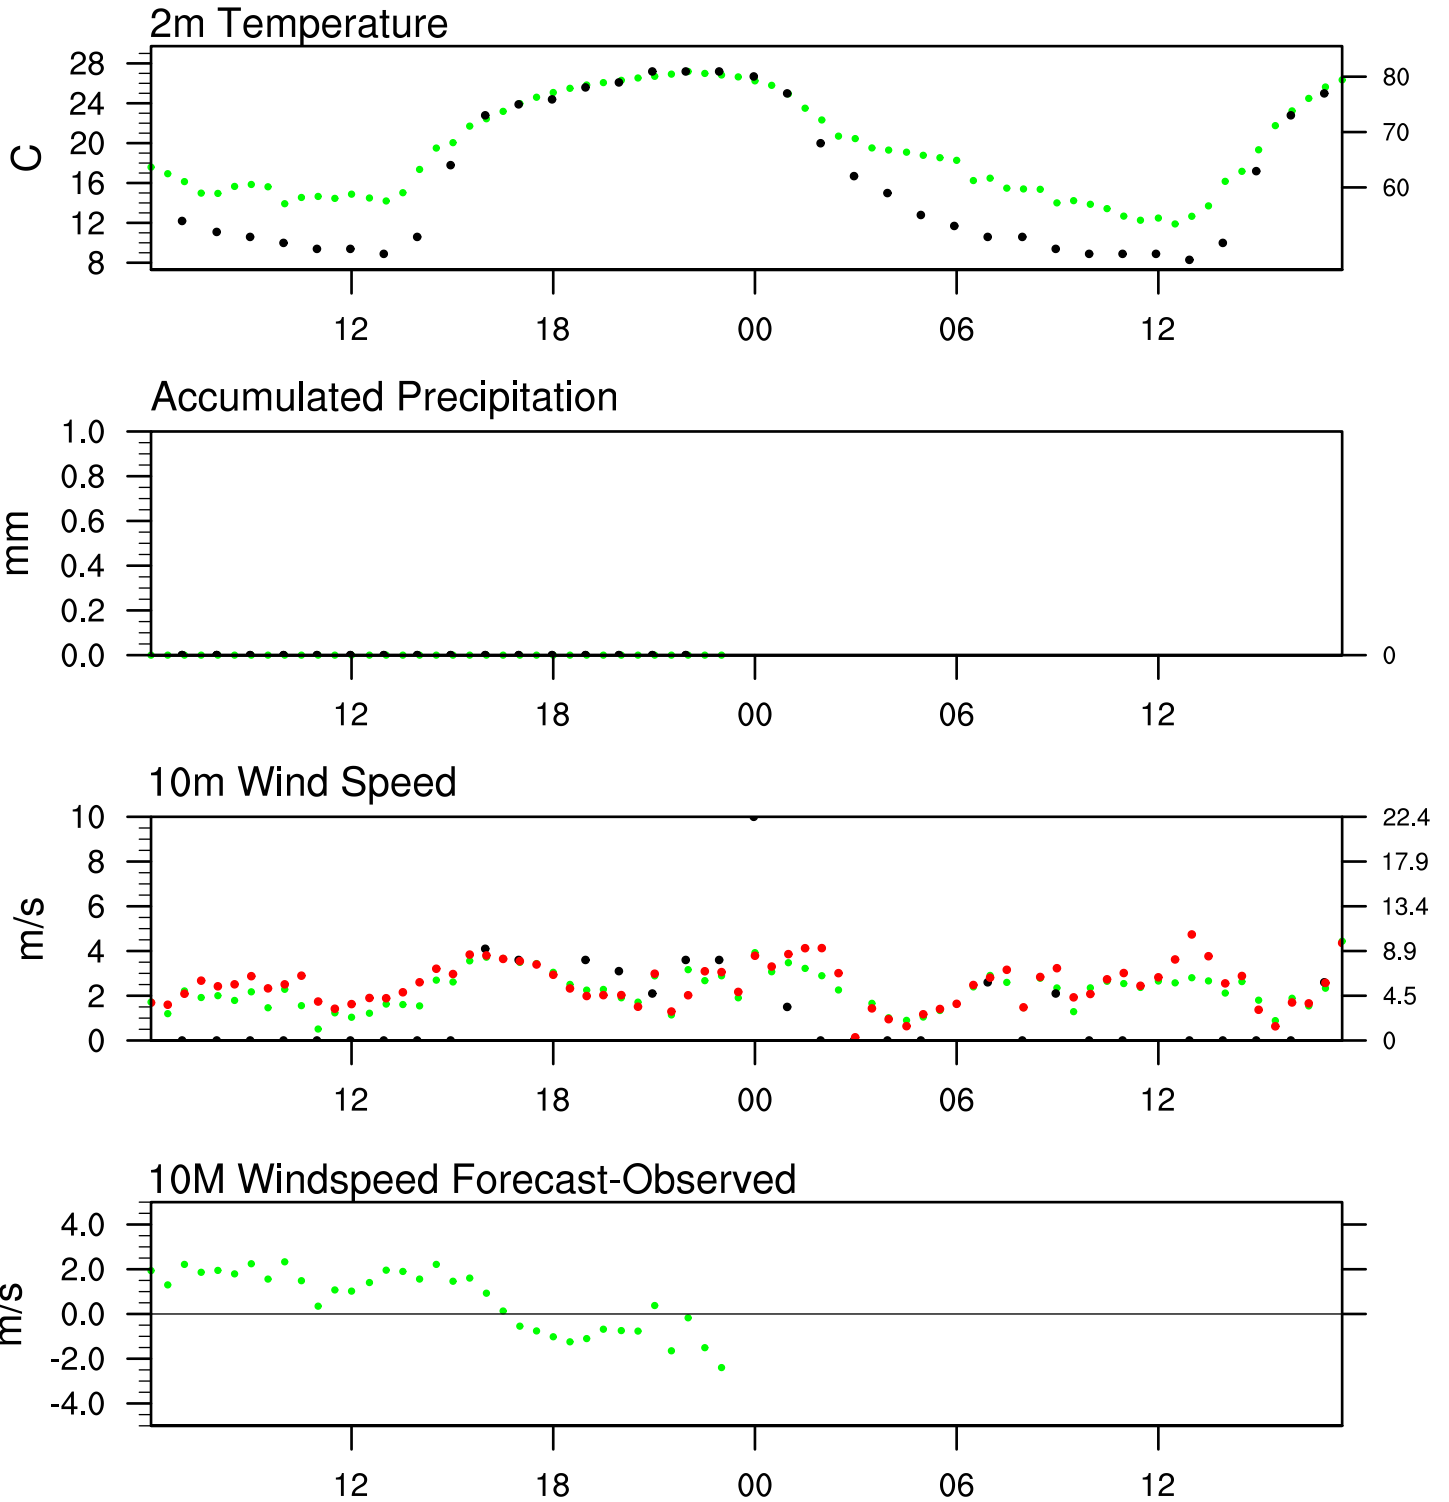 2m Temperature
28
24
20
16
12
8
C
80
70
60
12 18 00 06 12
Accumulated Precipitation
1.0
0.8
0.6
0.4
0.2
0.0
mm
0
12 18 00 06 12
10m Wind Speed
10
8
6
4
2
0
m/s
22.4
17.9
13.4
8.9
4.5
0
12 18 00 06 12
10M Windspeed Forecast-Observed
4.0
2.0
0.0
-2.0
-4.0
m/s
12 18 00 06 12